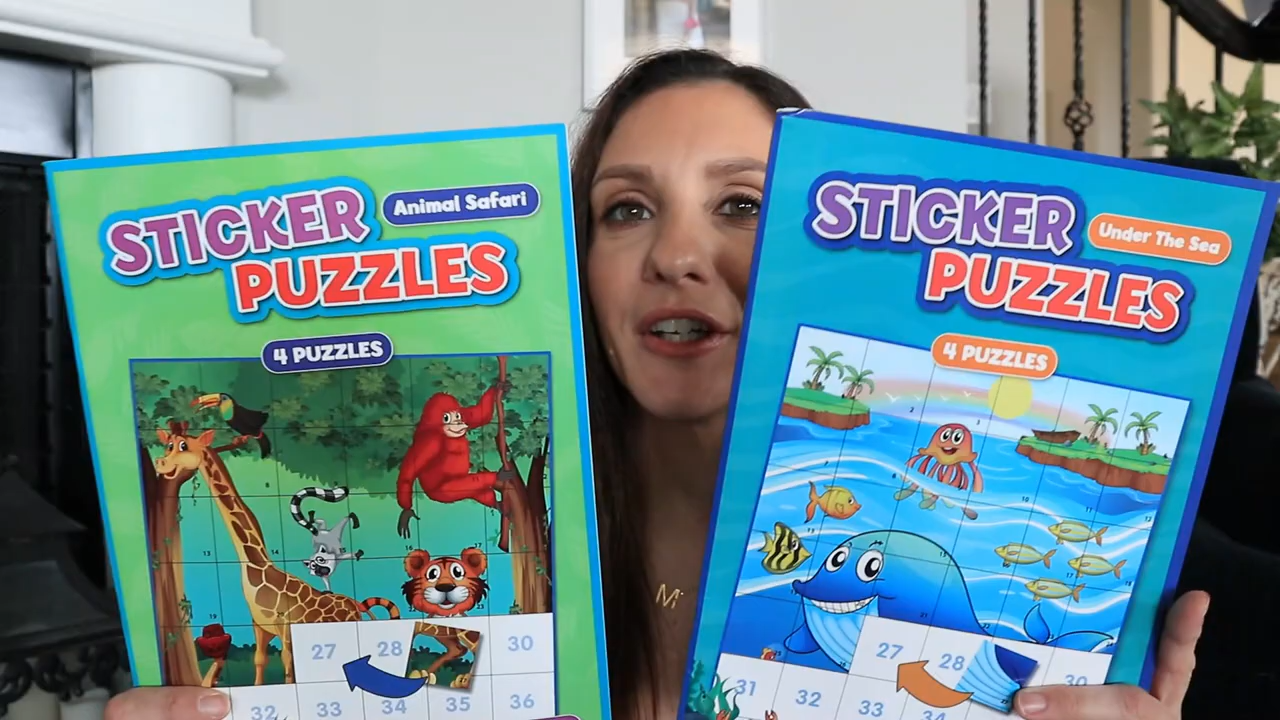 STICKER
Animal Safari
PUZZLES
4 PUZZLES
27 28 30
32 33 34 35 36
STICKER
Under The Sea
PUZZLES
4 PUZZLES
27 28 30
31 32 33 34
M